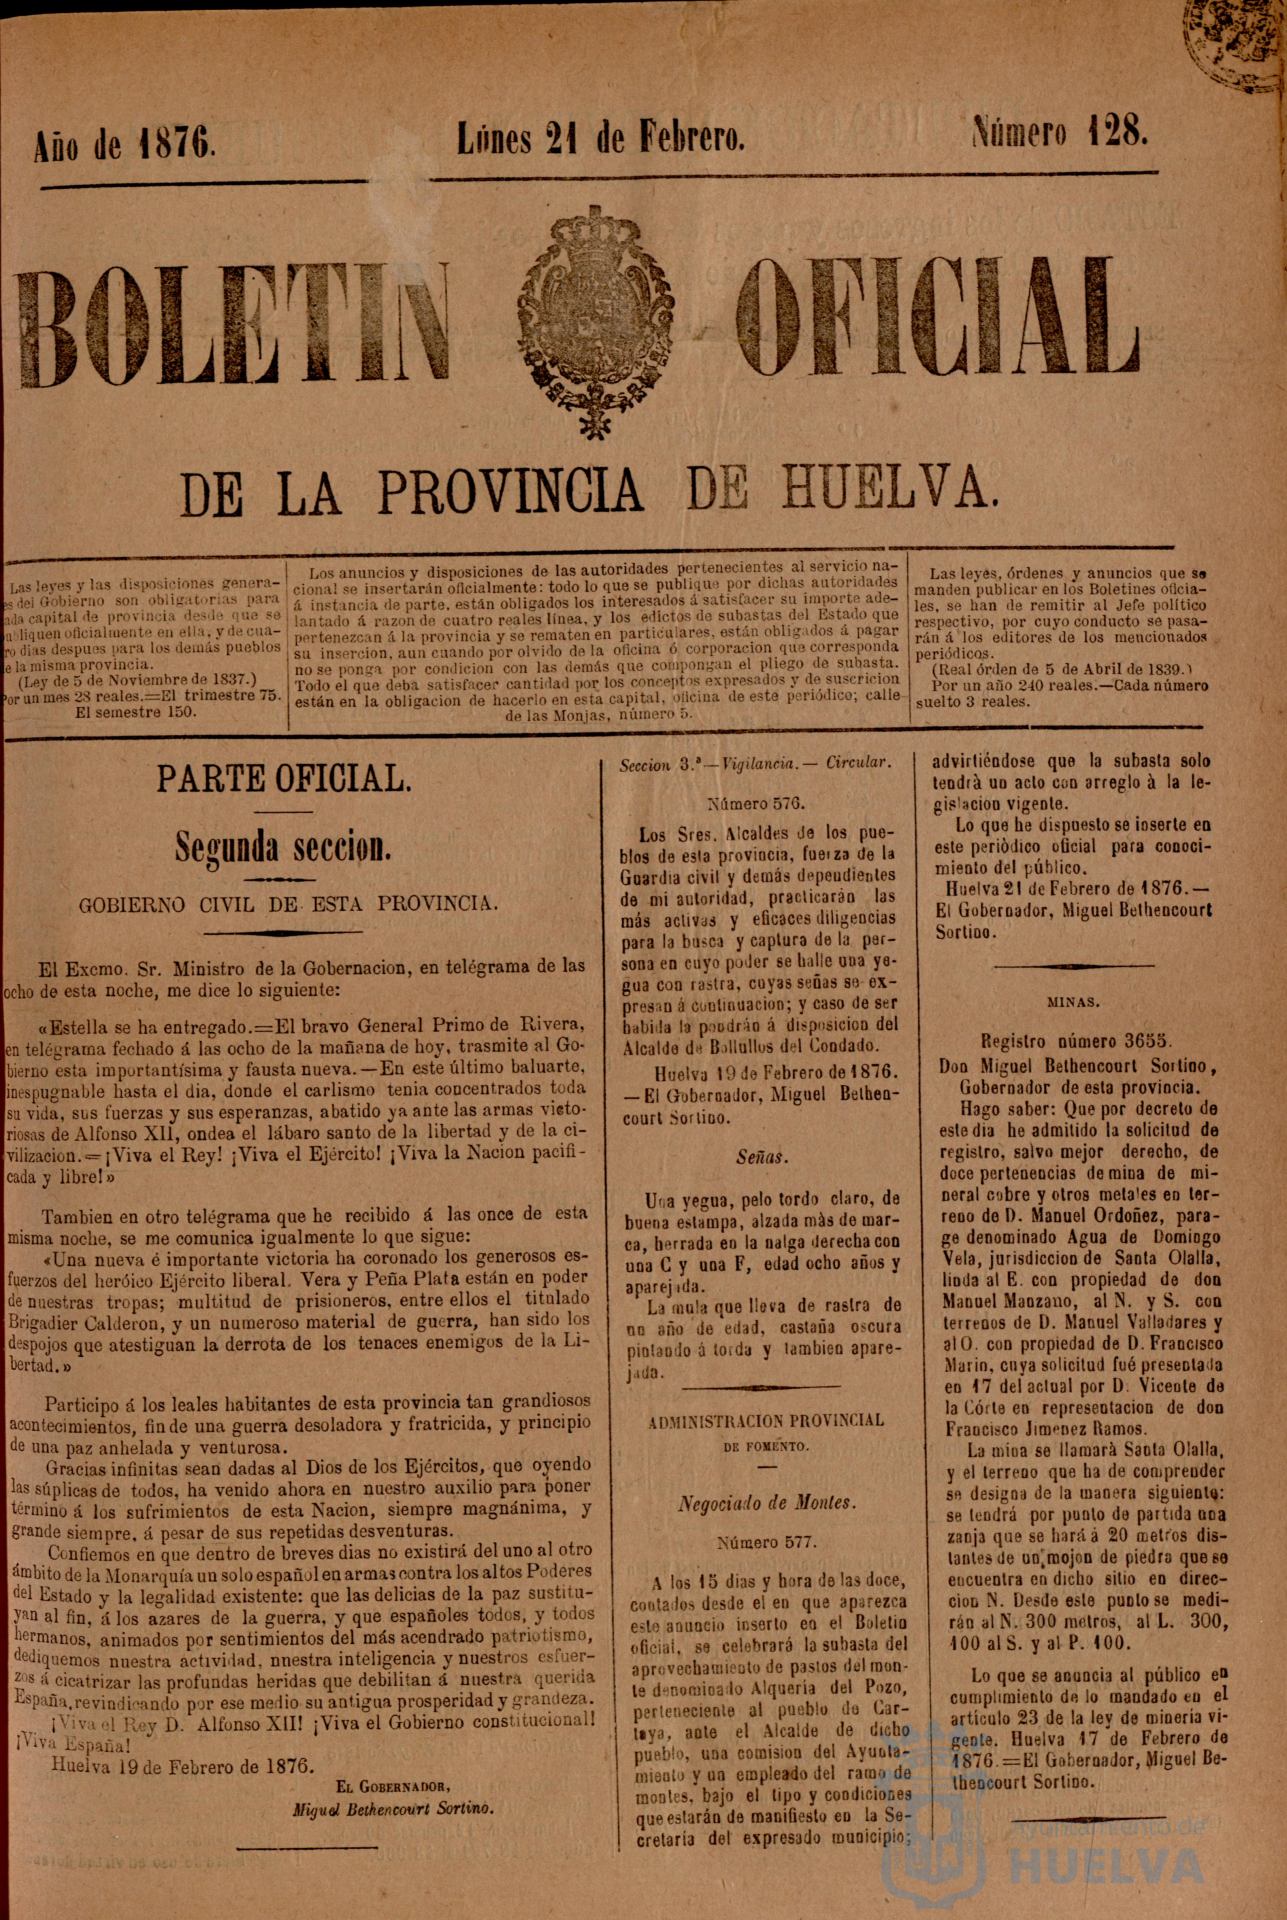 Año de 1876.
Lúnes 21 de Febrero.
Número 128.
BOLETIN OFICIAL
DE LA PROVINCIA DE HUELVA.
Las leyes y las disposiciones genera-
es del Gobierno son obligatorias para
ada capital de provincia desde que se
ubliquen oficialmente en ella, y de cua-
ro dias despues para los demás pueblos
e la misma provincia.
(Ley de 5 de Noviembre de 1837.)
Por un mes 28 reales.=El trimestre 75.
El semestre 150.
Los anuncios y disposiciones de las autoridades pertenecientes al servicio na-
cional se insertarán oficialmente: todo lo que se publique por dichas autoridades
á instancia de parte, están obligados los interesados á satisfacer su importe ade-
lantado á razon de cuatro reales línea, y los edictos de subastas del Estado que
pertenezcan á la provincia y se rematen en particulares, están obligados á pagar
su insercion, aun cuando por olvido de la oficina ó corporacion que corresponda
no se ponga por condicion con las demás que compongan el pliego de subasta.
Todo el que deba satisfacer cantidad por los conceptos expresados y de suscricion
están en la obligacion de hacerlo en esta capital, oficina de este periódico; calle
de las Monjas, número 5.
Las leyes, órdenes y anuncios que se
manden publicar en los Boletines oficia-
les, se han de remitir al Jefe político
respectivo, por cuyo conducto se pasa-
rán á los editores de los mencionados
periódicos.
(Real órden de 5 de Abril de 1839.)
Por un año 240 reales.—Cada número
suelto 3 reales.
PARTE OFICIAL.
Segunda seccion.
GOBIERNO CIVIL DE ESTA PROVINCIA.
El Excmo. Sr. Ministro de la Gobernacion, en telégrama de las
ocho de esta noche, me dice lo siguiente:
«Estella se ha entregado.=El bravo General Primo de Rivera,
en telégrama fechado á las ocho de la mañana de hoy, trasmite al Go-
bierno esta importantísima y fausta nueva.—En este último baluarte,
inespugnable hasta el dia, donde el carlismo tenia concentrados toda
su vida, sus fuerzas y sus esperanzas, abatido ya ante las armas victo-
riosas de Alfonso XII, ondea el lábaro santo de la libertad y de la ci-
vilizacion.=¡Viva el Rey! ¡Viva el Ejército! ¡Viva la Nacion pacifi-
cada y libre!»
Tambien en otro telégrama que he recibido á las once de esta
misma noche, se me comunica igualmente lo que sigue:
«Una nueva é importante victoria ha coronado los generosos es-
fuerzos del heróico Ejército liberal. Vera y Peña Plata están en poder
de nuestras tropas; multitud de prisioneros, entre ellos el titulado
Brigadier Calderon, y un numeroso material de guerra, han sido los
despojos que atestiguan la derrota de los tenaces enemigos de la Li-
bertad.»
Participo á los leales habitantes de esta provincia tan grandiosos
acontecimientos, fin de una guerra desoladora y fratricida, y principio
de una paz anhelada y venturosa.
Gracias infinitas sean dadas al Dios de los Ejércitos, que oyendo
las súplicas de todos, ha venido ahora en nuestro auxilio para poner
término á los sufrimientos de esta Nacion, siempre magnánima, y
grande siempre, á pesar de sus repetidas desventuras.
Confiemos en que dentro de breves dias no existirá del uno al otro
ámbito de la Monarquía un solo español en armas contra los altos Poderes
del Estado y la legalidad existente: que las delicias de la paz sustitu-
yan al fin, á los azares de la guerra, y que españoles todos, y todos
hermanos, animados por sentimientos del más acendrado patriotismo,
dediquemos nuestra actividad, nnestra inteligencia y nuestros esfuer-
zos á cicatrizar las profundas heridas que debilitan á nuestra querida
España, revindicando por ese medio su antigua prosperidad y grandeza.
¡Viva el Rey D. Alfonso XII! ¡Viva el Gobierno constitucional!
¡Viva España!
Huelva 19 de Febrero de 1876.
EL GOBERNADOR,
Miguel Bethencourt Sortino.
Seccion 3.ª—Vigilancia.—Circular.
Número 576.
Los Sres. Alcaldes de los pue-
blos de esta provincia, fuerza de la
Guardia civil y demás dependientes
de mi autoridad, practicarán las
más activas y eficaces diligencias
para la busca y captura de la per-
sona en cuyo poder se halle una ye-
gua con rastra, cuyas señas se ex-
presan á continuacion; y caso de ser
habida la pondrán á disposicion del
Alcalde de Bollullos del Condado.
Huelva 19 de Febrero de 1876.
—El Gobernador, Miguel Bethen-
court Sortino.
Señas.
Una yegua, pelo tordo claro, de
buena estampa, alzada màs de mar-
ca, herrada en la nalga derecha con
una C y una F, edad ocho años y
aparejada.
La mula que lleva de rastra de
un año de edad, castaña oscura
pintando á torda y tambien apare-
jada.
ADMINISTRACION PROVINCIAL
DE FOMENTO.
Negociado de Montes.
Número 577.
A los 15 dias y hora de las doce,
contados desde el en que aparezca
este anuncio inserto en el Boletin
oficial, se celebrará la subasta del
aprovechamiento de pastos del mon-
te denominado Alqueria del Pozo,
perteneciente al pueblo de Car-
taya, ante el Alcalde de dicho
pueblo, una comision del Ayunta-
miento y un empleado del ramo de
montes, bajo el tipo y condiciones
que estarán de manifiesto en la Se-
cretaría del expresado municipio;
advirtiéndose que la subasta solo
tendrà un acto con arreglo à la le-
gislacion vigente.
Lo que he dispuesto se inserte en
este periòdico oficial para conoci-
miento del público.
Huelva 21 de Febrero de 1876.—
El Gobernador, Miguel Bethencourt
Sortino.
MINAS.
Registro número 3655.
Don Miguel Bethencourt Sortino,
Gobernador de esta provincia.
Hago saber: Que por decreto de
este dia he admitido la solicitud de
registro, salvo mejor derecho, de
doce pertenencias de mina de mi-
neral cobre y otros metales en ter-
reno de D. Manuel Ordoñez, para-
ge denominado Agua de Domingo
Vela, jurisdiccion de Santa Olalla,
linda al E. con propiedad de don
Manuel Manzano, al N. y S. con
terrenos de D. Manuel Valladares y
al O. con propiedad de D. Francisco
Marin, cuya solicitud fué presentada
en 17 del actual por D. Vicente de
la Córte en representacion de don
Francisco Jimenez Ramos.
La mina se llamarà Santa Olalla,
y el terreno que ha de comprender
se designa de la manera siguiente:
se tendrá por punto de partida una
zanja que se hará à 20 metros dis-
tantes de un mojon de piedra que se
encuentra en dicho sitio en direc-
cion N. Desde este punto se medi-
rán al N. 300 metros, al L. 300,
100 al S. y al P. 100.
Lo que se anuncia al público en
cumplimiento de lo mandado en el
artículo 23 de la ley de mineria vi-
gente. Huelva 17 de Febrero de
1876.=El Gobernador, Miguel Be-
thencourt Sortino.
Ayuntamiento de
HUELVA